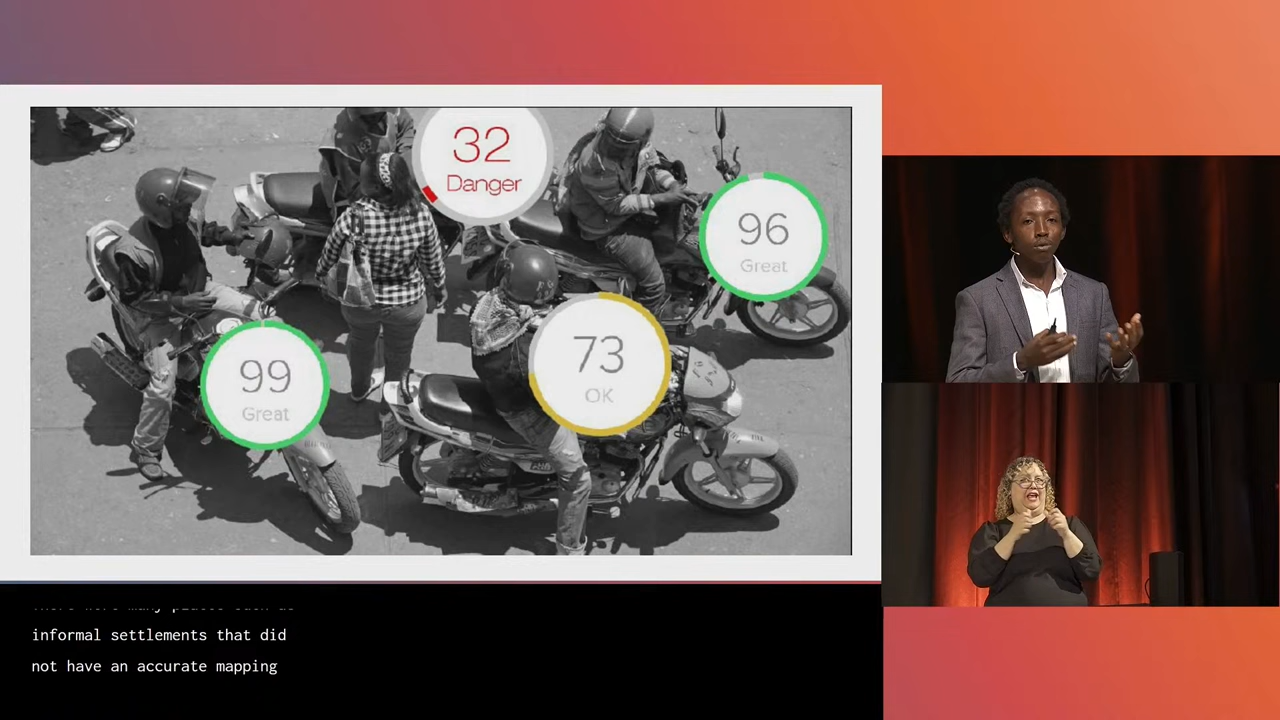 32
Danger
96
Great
73
OK
99
Great
informal settlements that did
not have an accurate mapping